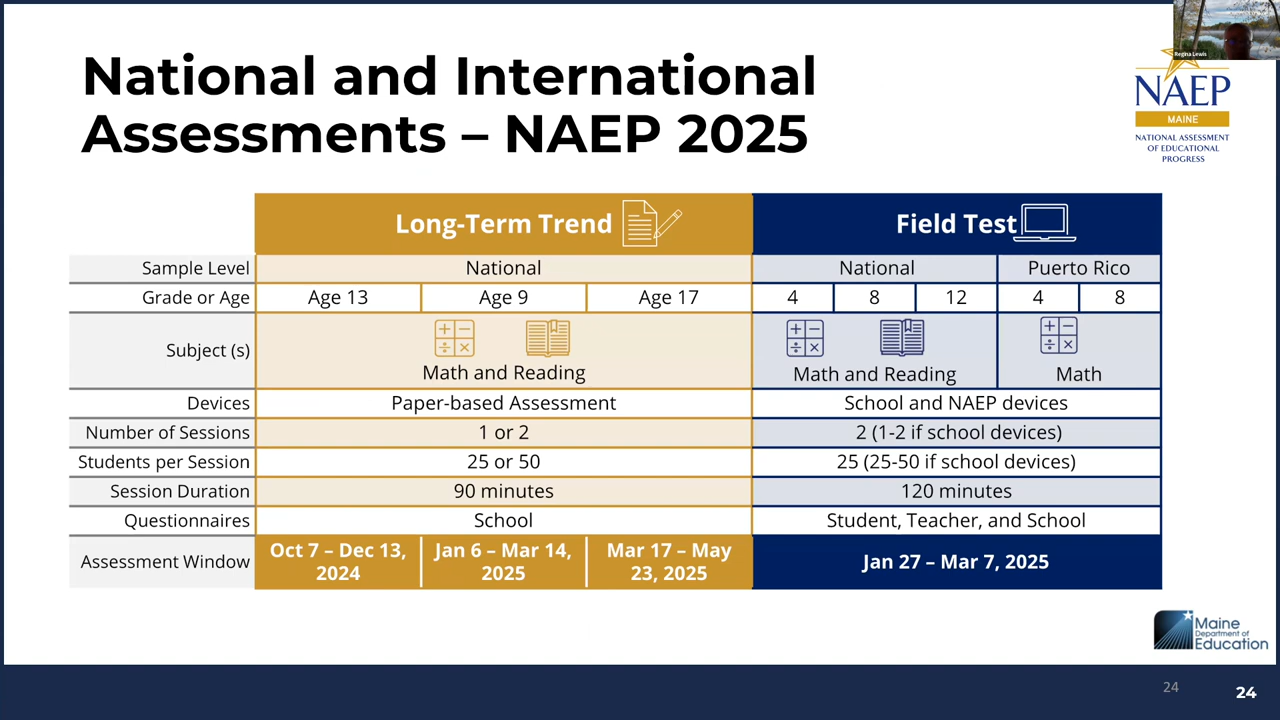 National and International
Assessments – NAEP 2025
Regina Lewis
NAEP
MAINE
NATIONAL ASSESSMENT
OF EDUCATIONAL
PROGRESS
Long-Term Trend
Field Test
Sample Level
National
National
Puerto Rico
Grade or Age
Age 13
Age 9
Age 17
4
8
12
4
8
Subject (s)
Math and Reading
Math and Reading
Math
Devices
Paper-based Assessment
School and NAEP devices
Number of Sessions
1 or 2
2 (1-2 if school devices)
Students per Session
25 or 50
25 (25-50 if school devices)
Session Duration
90 minutes
120 minutes
Questionnaires
School
Student, Teacher, and School
Assessment Window
Oct 7 – Dec 13,
2024
Jan 6 – Mar 14,
2025
Mar 17 – May
23, 2025
Jan 27 – Mar 7, 2025
Maine
Department of
Education
24
24